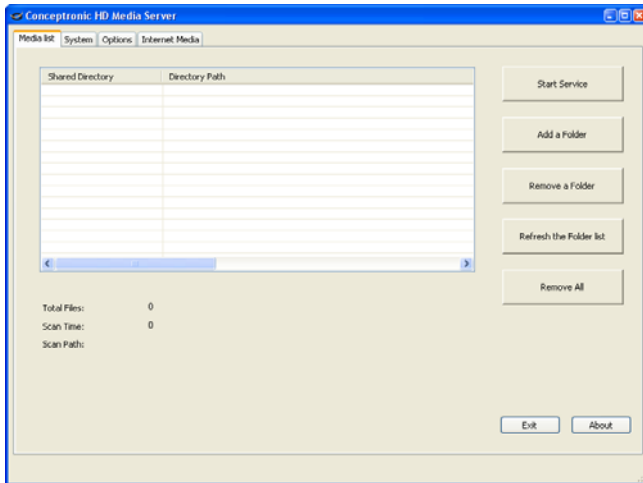 Conceptronic HD Media Server
Media list System Options Internet Media
Shared Directory Directory Path
Start Service
Add a Folder
Remove a Folder
Refresh the Folder list
Remove All
Total Files: 0
Scan Time: 0
Scan Path:
Exit About